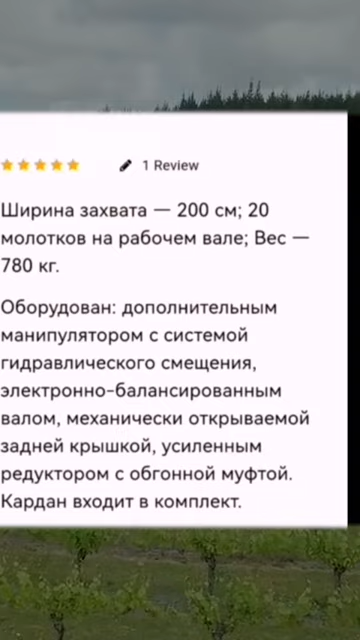 1 Review
Ширина захвата — 200 см; 20
молотков на рабочем вале; Вес —
780 кг.
Оборудован: дополнительным
манипулятором с системой
гидравлического смещения,
электронно-балансированным
валом, механически открываемой
задней крышкой, усиленным
редуктором с обгонной муфтой.
Кардан входит в комплект.